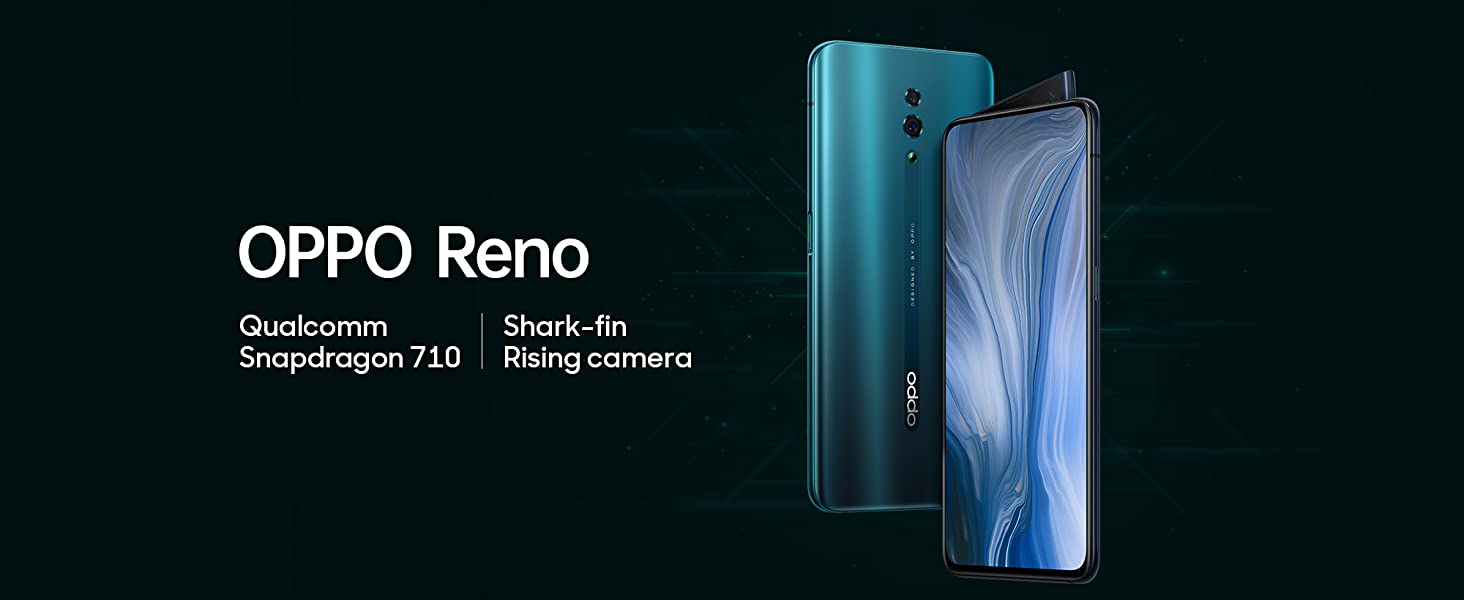 OPPO Reno
Qualcomm
Snapdragon 710
Shark-fin
Rising camera
DESIGNED BY OPPO
oppo